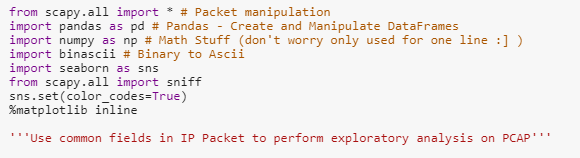 from scapy.all import * # Packet manipulation
import pandas as pd # Pandas - Create and Manipulate DataFrames
import numpy as np # Math Stuff (don't worry only used for one line :] )
import binascii # Binary to Ascii
import seaborn as sns
from scapy.all import sniff
sns.set(color_codes=True)
%matplotlib inline
'''Use common fields in IP Packet to perform exploratory analysis on PCAP'''